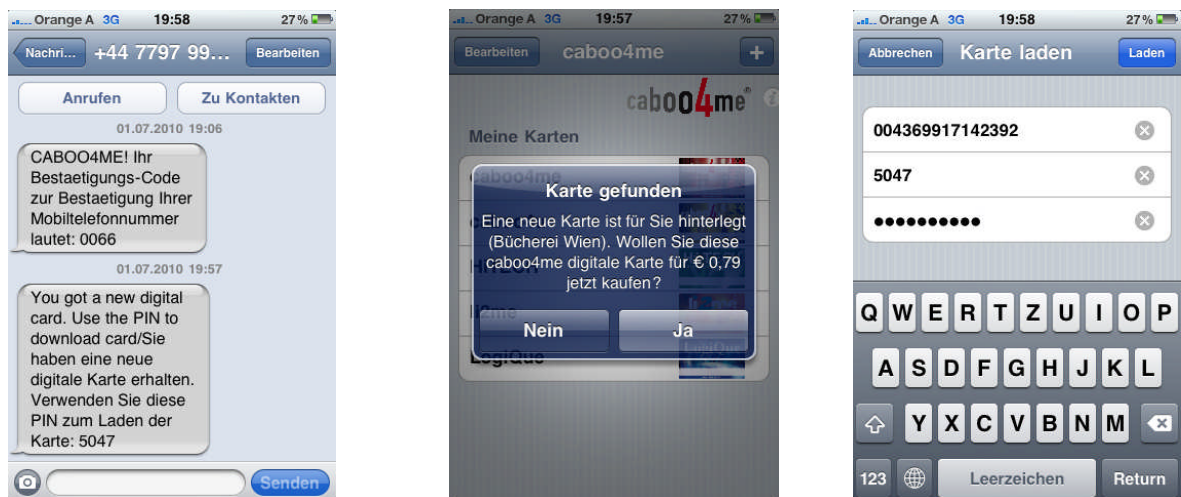 Orange A 3G 19:58 27%
Nachri... +44 7797 99... Bearbeiten
Anrufen Zu Kontakten
01.07.2010 19:06
CABOO4ME! Ihr
Bestaetigungs-Code
zur Bestaetigung Ihrer
Mobiltelefonnummer
lautet: 0066
01.07.2010 19:57
You got a new digital
card. Use the PIN to
download card/Sie
haben eine neue
digitale Karte erhalten.
Verwenden Sie diese
PIN zum Laden der
Karte: 5047
Senden
Orange A 3G 19:57 27%
Bearbeiten caboo4me +
caboo4me®
Meine Karten
caboo4me
Karte gefunden
Eine neue Karte ist für Sie hinterlegt
(Bücherei Wien). Wollen Sie diese
caboo4me digitale Karte für € 0,79
jetzt kaufen?
li2me
Nein Ja
LogiQue
Orange A 3G 19:58 27%
Abbrechen Karte laden Laden
004369917142392
5047
●●●●●●●●●●
Q W E R T Z U I O P
A S D F G H J K L
Y X C V B N M
123 Leerzeichen Return